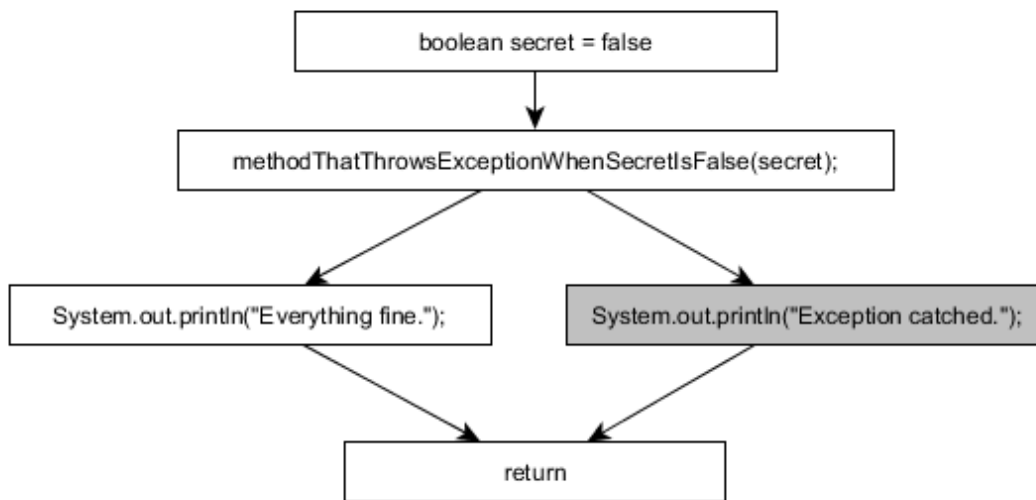 boolean secret = false
methodThatThrowsExceptionWhenSecretIsFalse(secret);
System.out.println("Everything fine.");
System.out.println("Exception catched.");
return